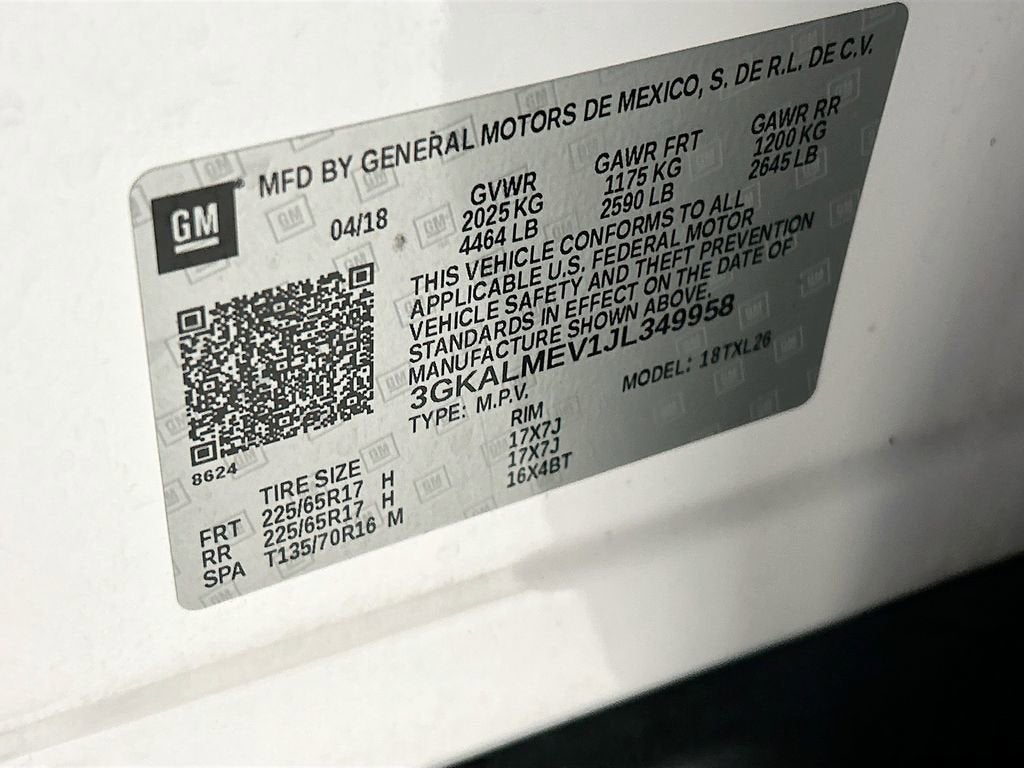 MFD BY GENERAL MOTORS DE MEXICO, S. DE R.L. DE C.V.
GM
04/18
GVWR GAWR FRT GAWR RR
2025 KG 1175 KG 1200 KG
4464 LB 2590 LB 2645 LB
THIS VEHICLE CONFORMS TO ALL
APPLICABLE U.S. FEDERAL MOTOR
VEHICLE SAFETY AND THEFT PREVENTION
STANDARDS IN EFFECT ON THE DATE OF
MANUFACTURE SHOWN ABOVE.
3GKALMEV1JL349958
TYPE: M.P.V. MODEL: 18TXL26
8624
TIRE SIZE RIM
FRT 225/65R17 H 17X7J
RR 225/65R17 H 17X7J
SPA T135/70R16 M 16X4BT